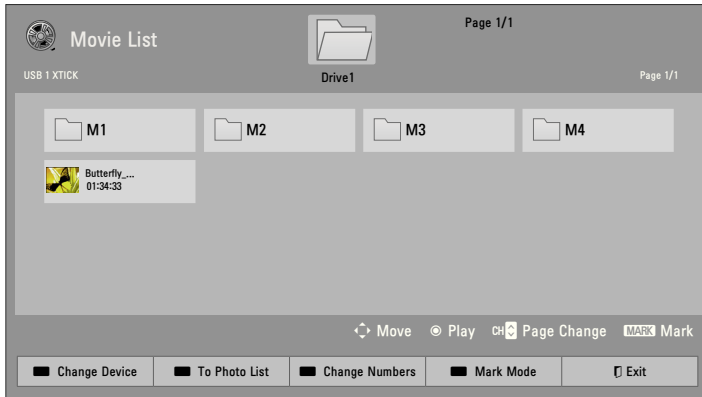 Page 1/1
Movie List
USB 1 XTICK
Drive1
Page 1/1
M1
M2
M3
M4
Butterfly_...
01:34:33
Move
Play
CH Page Change
MARK Mark
Change Device
To Photo List
Change Numbers
Mark Mode
Exit